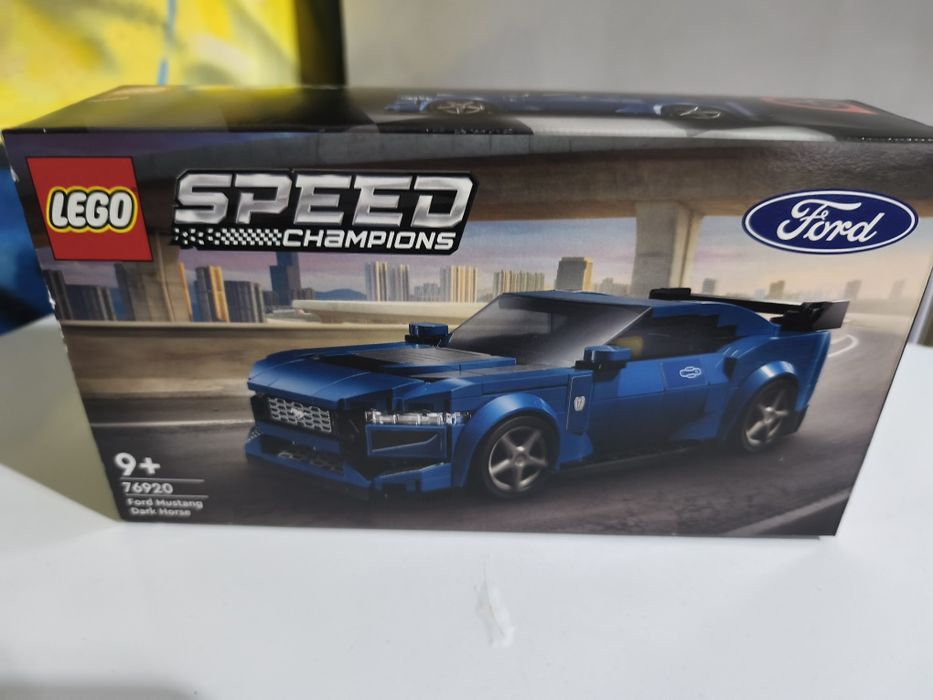 LEGO
SPEED
CHAMPIONS
Ford
9+
76920
Ford Mustang
Dark Horse